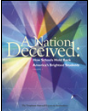 A Nation
Deceived:
How Schools Hold Back
America's Brightest Students